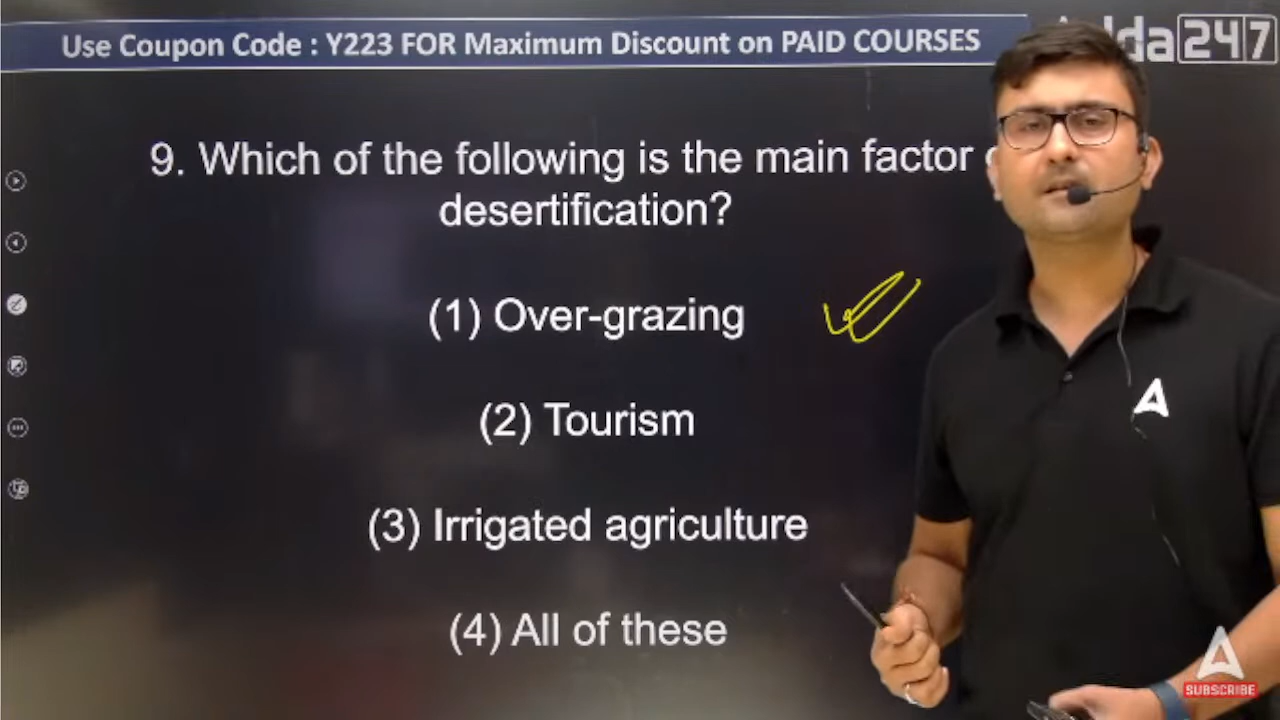 Use Coupon Code : Y223 FOR Maximum Discount on PAID COURSES
247
9. Which of the following is the main factor
desertification?
(1) Over-grazing
(2) Tourism
(3) Irrigated agriculture
(4) All of these
SUBSCRIBE